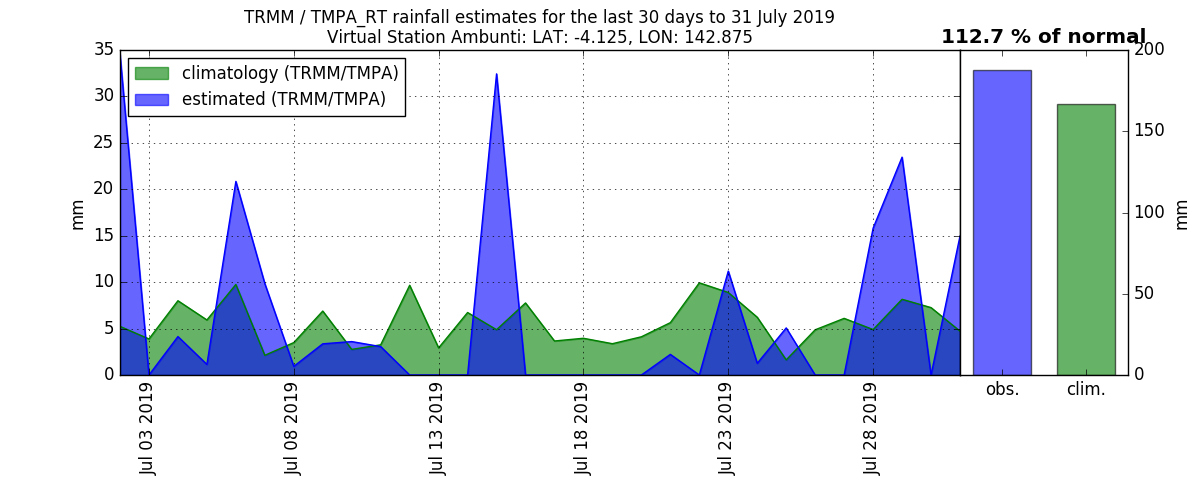 TRMM / TMPA_RT rainfall estimates for the last 30 days to 31 July 2019
Virtual Station Ambunti: LAT: -4.125, LON: 142.875
112.7 % of normal
climatology (TRMM/TMPA)
estimated (TRMM/TMPA)
mm
35
30
25
20
15
10
5
0
Jul 03 2019
Jul 08 2019
Jul 13 2019
Jul 18 2019
Jul 23 2019
Jul 28 2019
obs.
clim.
200
150
100
50
0
mm